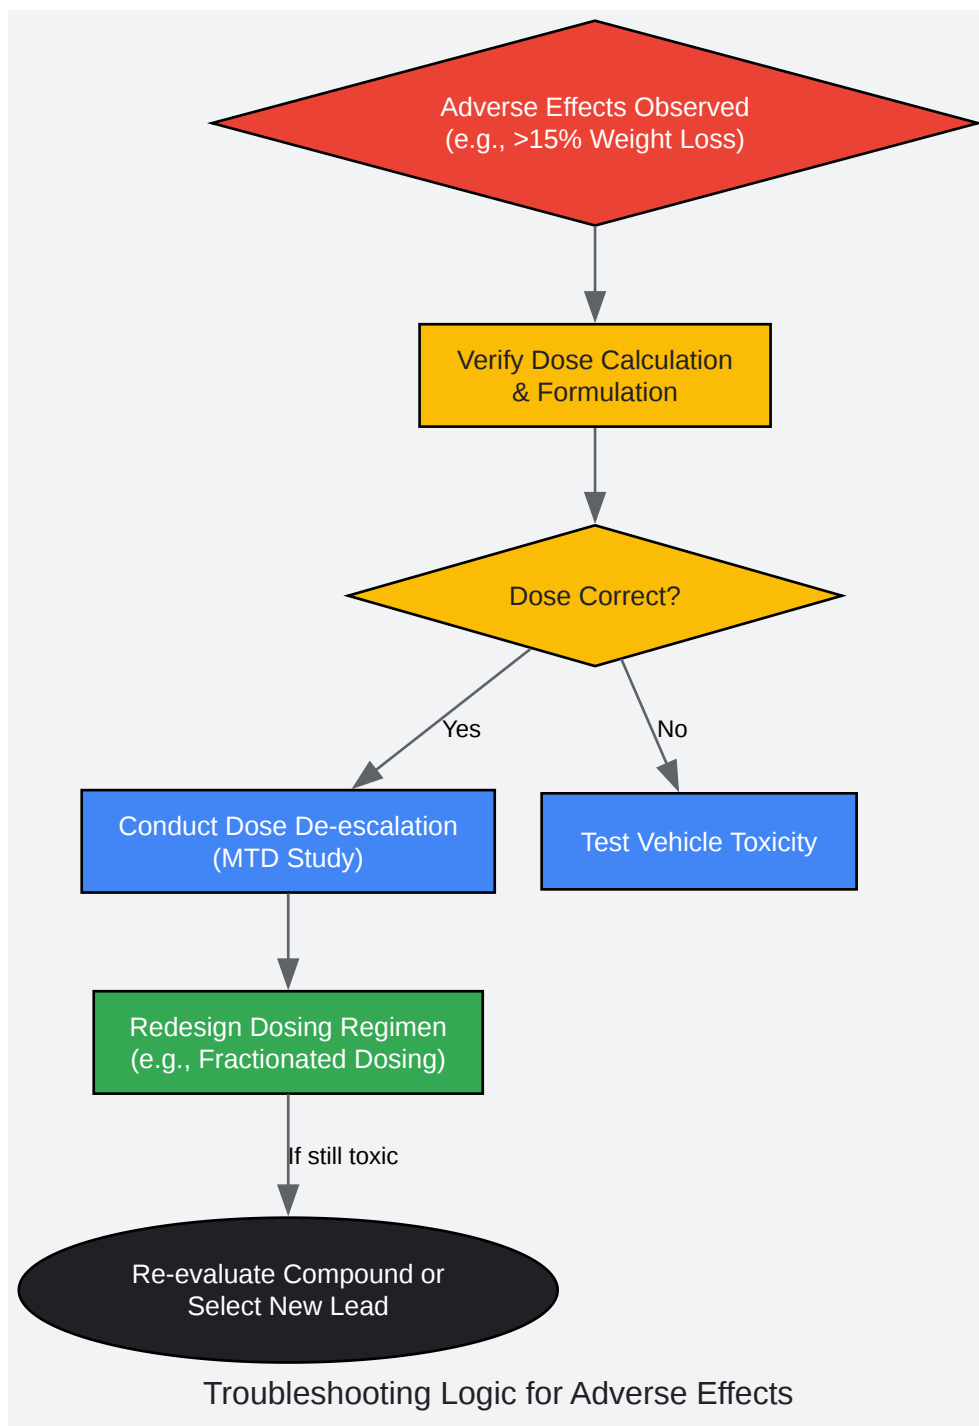 Adverse Effects Observed
(e.g., >15% Weight Loss)
Verify Dose Calculation
& Formulation
Dose Correct?
Yes
No
Conduct Dose De-escalation
(MTD Study)
Test Vehicle Toxicity
Redesign Dosing Regimen
(e.g., Fractionated Dosing)
If still toxic
Re-evaluate Compound or
Select New Lead
Troubleshooting Logic for Adverse Effects